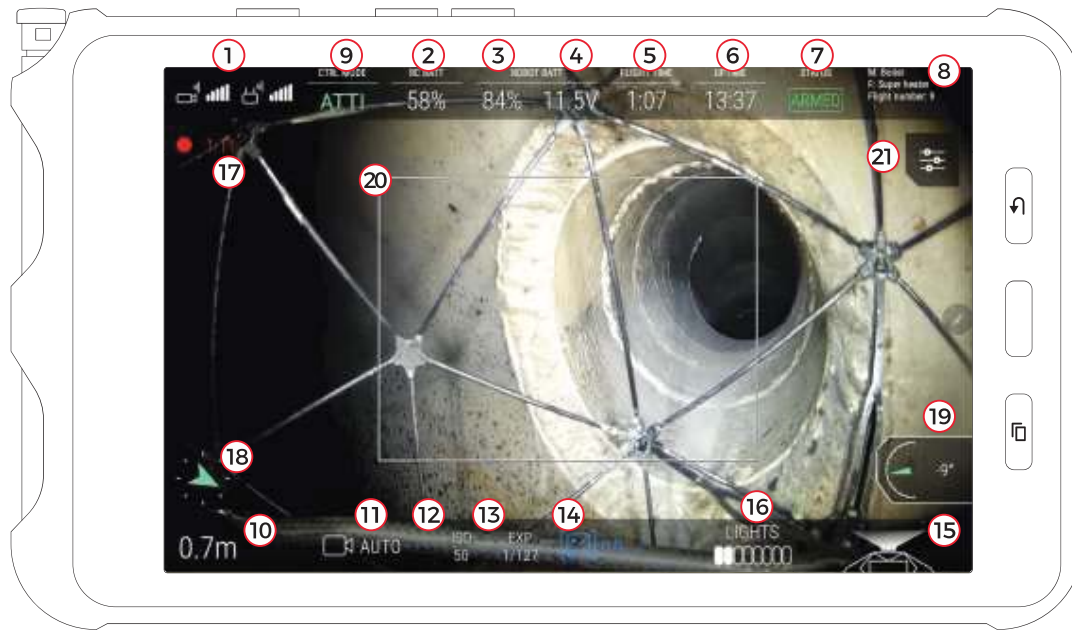 1 9 2 3 4 5 6 7 8
CTRL MODE RC BATT ROBOT BATT FLIGHT TIME UPTIME STATUS
ATTI 58% 84% 11.5V 1:07 13:37 ARMED
F: Super heater
Flight number: 9
17 20 21
18 19
-9°
10 11 12 13 14 16 15
0.7m AUTO ISO EXP. LIGHTS
50 1/127